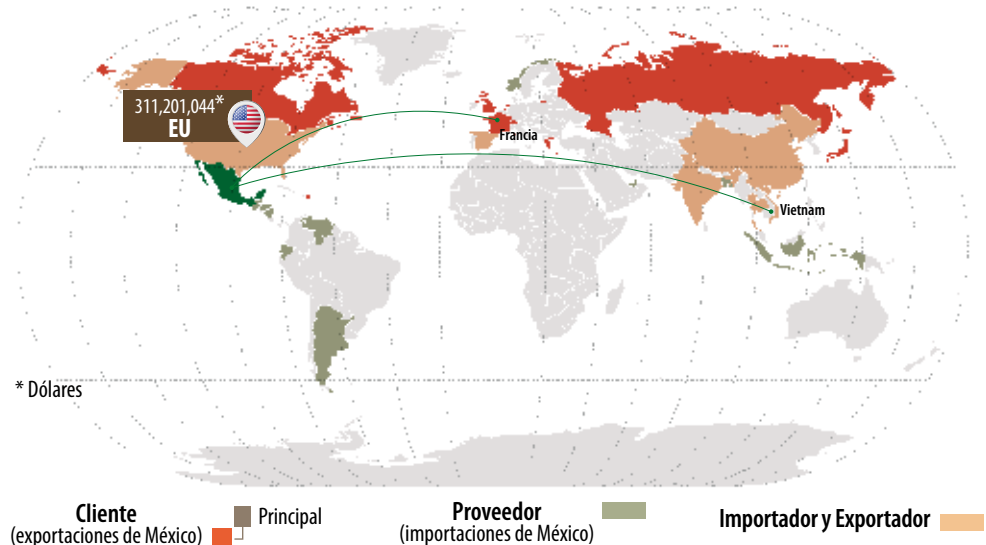 311,201,044*
EU
Francia
Vietnam
* Dólares
Cliente
(exportaciones de México)
Principal
Proveedor
(importaciones de México)
Importador y Exportador